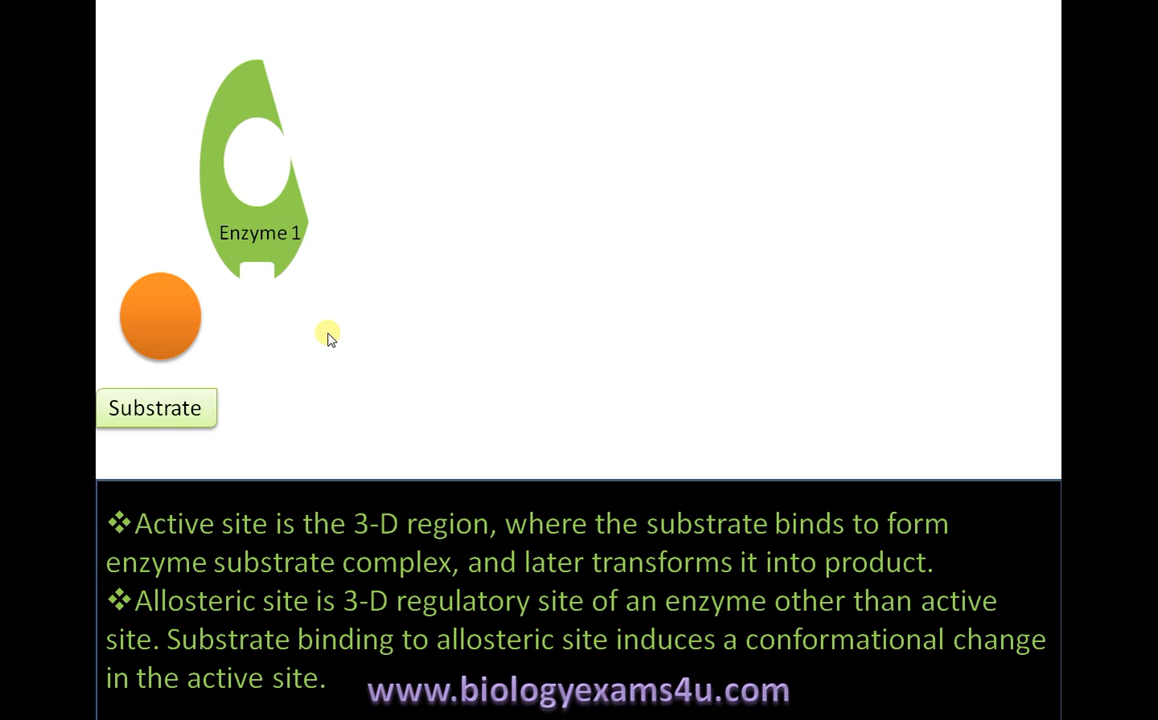 Enzyme 1
Substrate
❖Active site is the 3-D region, where the substrate binds to form
enzyme substrate complex, and later transforms it into product.
❖Allosteric site is 3-D regulatory site of an enzyme other than active
site. Substrate binding to allosteric site induces a conformational change
in the active site.
www.biologyexams4u.com